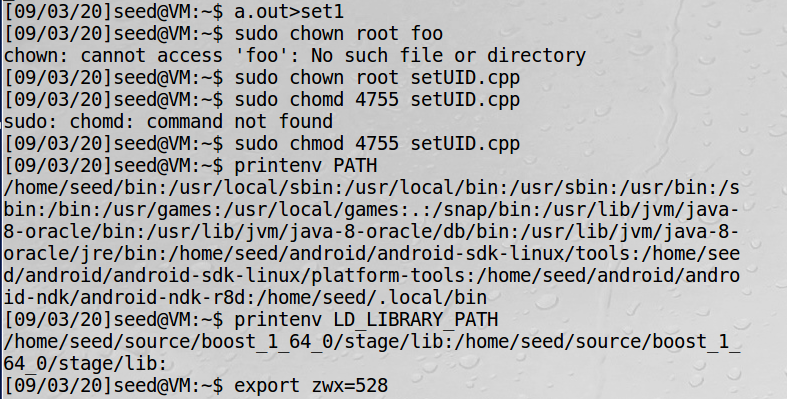 [09/03/20]seed@VM:~$ a.out>set1
[09/03/20]seed@VM:~$ sudo chown root foo
chown: cannot access 'foo': No such file or directory
[09/03/20]seed@VM:~$ sudo chown root setUID.cpp
[09/03/20]seed@VM:~$ sudo chomd 4755 setUID.cpp
sudo: chomd: command not found
[09/03/20]seed@VM:~$ sudo chmod 4755 setUID.cpp
[09/03/20]seed@VM:~$ printenv PATH
/home/seed/bin:/usr/local/sbin:/usr/local/bin:/usr/sbin:/usr/bin:/s
bin:/bin:/usr/games:/usr/local/games:.:/snap/bin:/usr/lib/jvm/java-
8-oracle/bin:/usr/lib/jvm/java-8-oracle/db/bin:/usr/lib/jvm/java-8-
oracle/jre/bin:/home/seed/android/android-sdk-linux/tools:/home/see
d/android/android-sdk-linux/platform-tools:/home/seed/android/andro
id-ndk/android-ndk-r8d:/home/seed/.local/bin
[09/03/20]seed@VM:~$ printenv LD_LIBRARY_PATH
/home/seed/source/boost_1_64_0/stage/lib:/home/seed/source/boost_1_
64_0/stage/lib:
[09/03/20]seed@VM:~$ export zwx=528